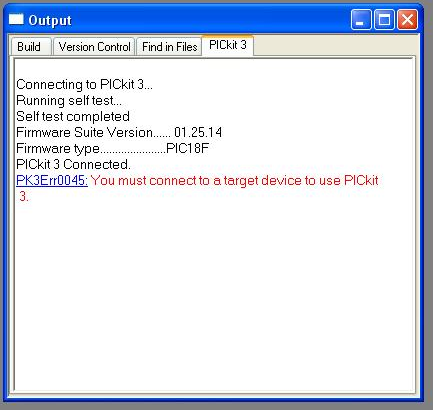 Output
Build Version Control Find in Files PICkit 3
Connecting to PICkit 3...
Running self test...
Self test completed
Firmware Suite Version...... 01.25.14
Firmware type......................PIC18F
PICkit 3 Connected.
PK3Err0045: You must connect to a target device to use PICkit
3.